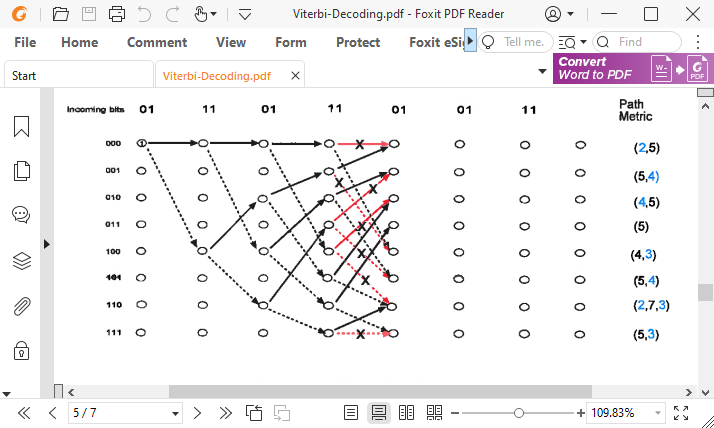 Viterbi-Decoding.pdf - Foxit PDF Reader
File Home Comment View Form Protect Foxit eSig Tell me. Find
Start Viterbi-Decoding.pdf Convert
Word to PDF
W PDF
Incoming bits 01 11 01 11 01 01 11 Path
Metric
000 (2,5)
001 (5,4)
010 (4,5)
011 (5)
100 (4,3)
101 (5,4)
110 (2,7,3)
111 (5,3)
5 / 7 109.83%